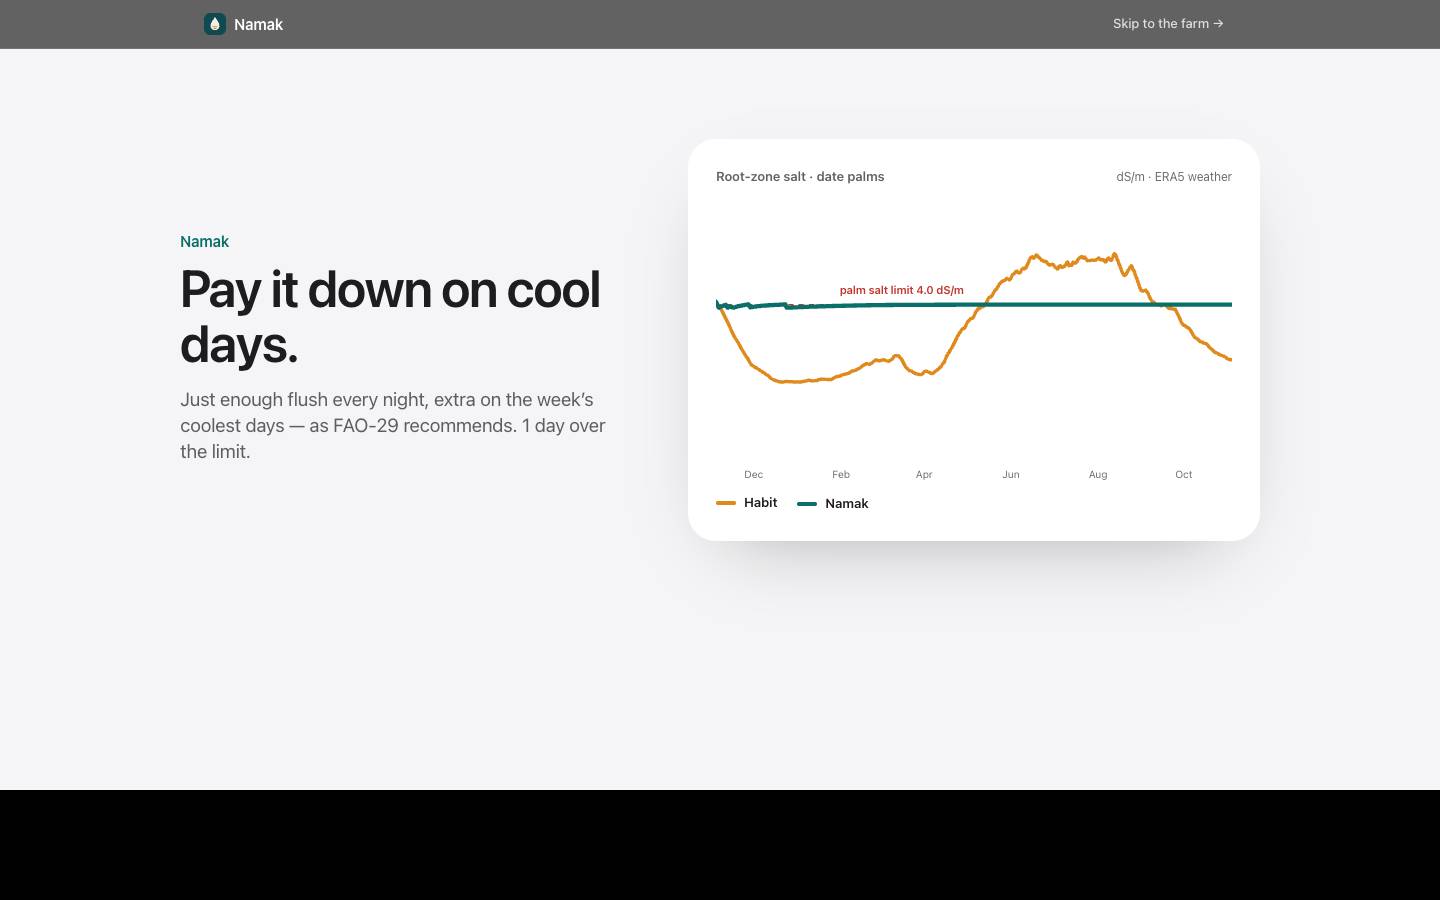 Namak
Skip to the farm →
Namak
Pay it down on cool
days.
Just enough flush every night, extra on the week’s
coolest days — as FAO-29 recommends. 1 day over
the limit.
Root-zone salt · date palms
dS/m · ERA5 weather
palm salt limit 4.0 dS/m
Dec Feb Apr Jun Aug Oct
Habit Namak